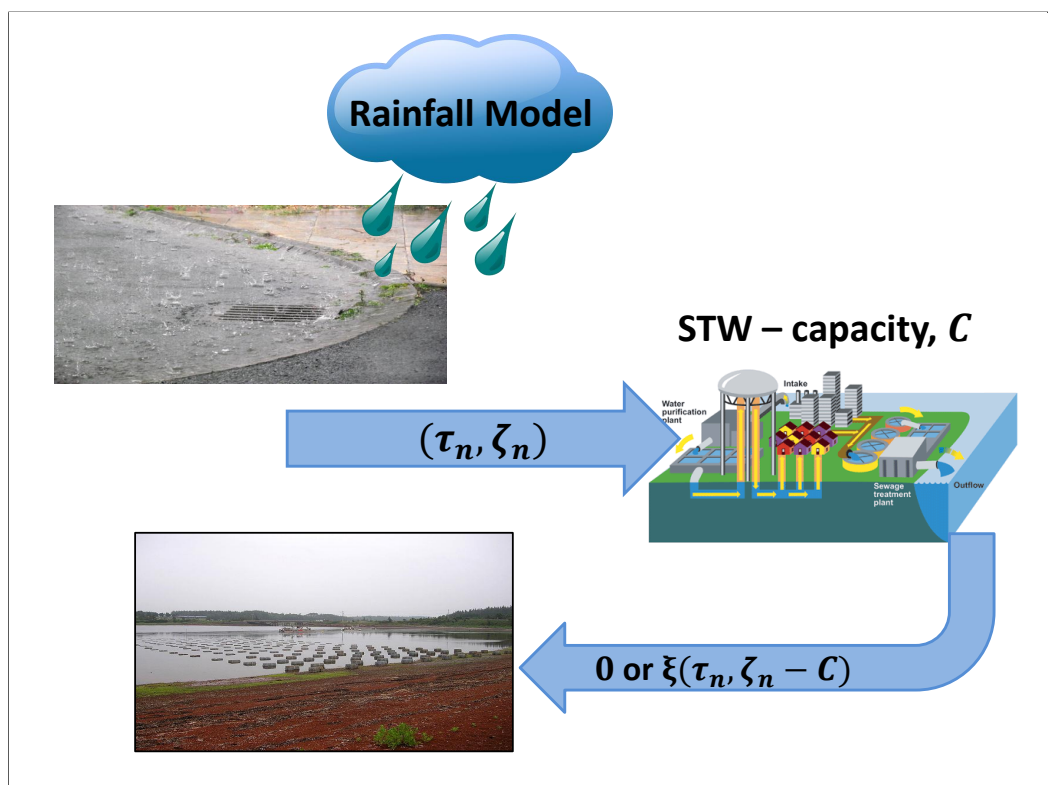 Rainfall Model
STW – capacity, C
Intake
Water
purification
plant
(τₙ, ζₙ)
Sewage
treatment
plant
Outflow
0 or ξ(τₙ, ζₙ − C)